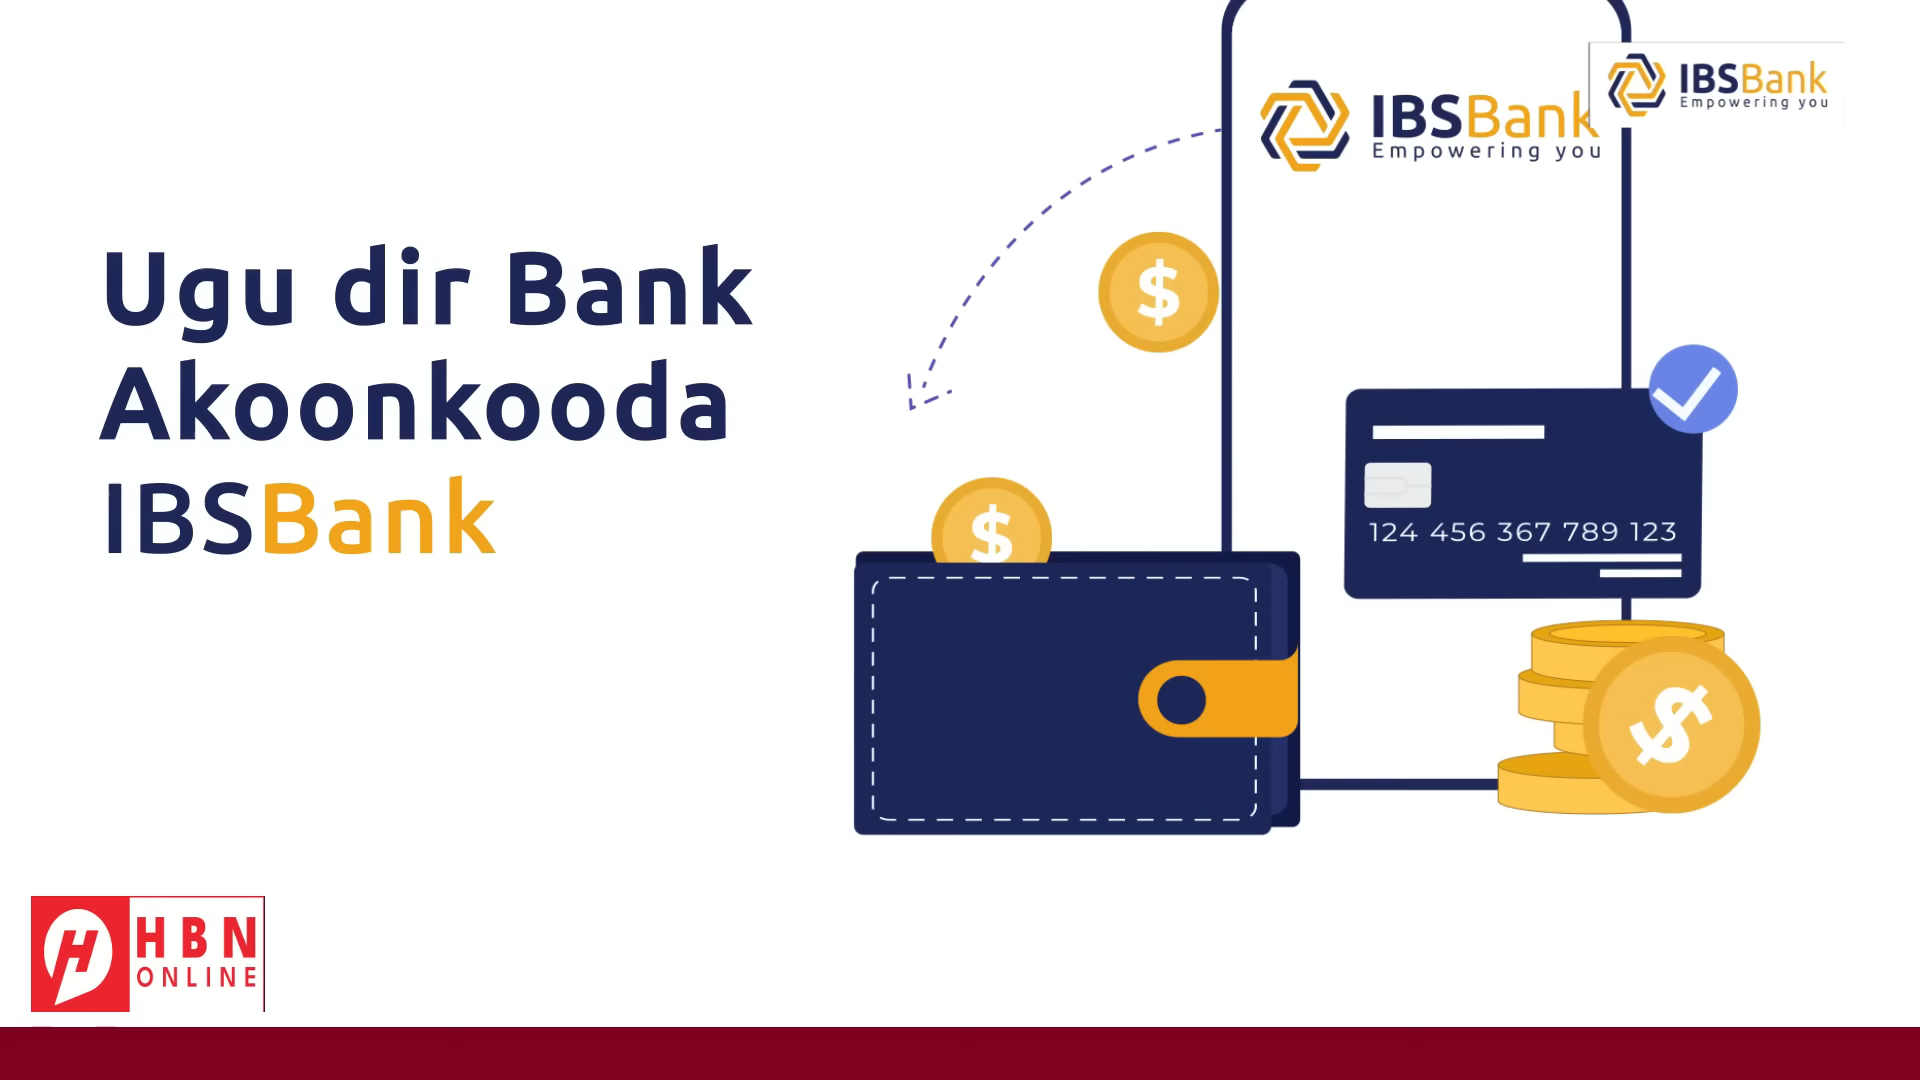 IBSBank
Empowering you
IBSBank
Empowering you
$
Ugu dir Bank
Akoonkooda
IBSBank
$
124 456 367 789 123
$
HBN
ONLINE